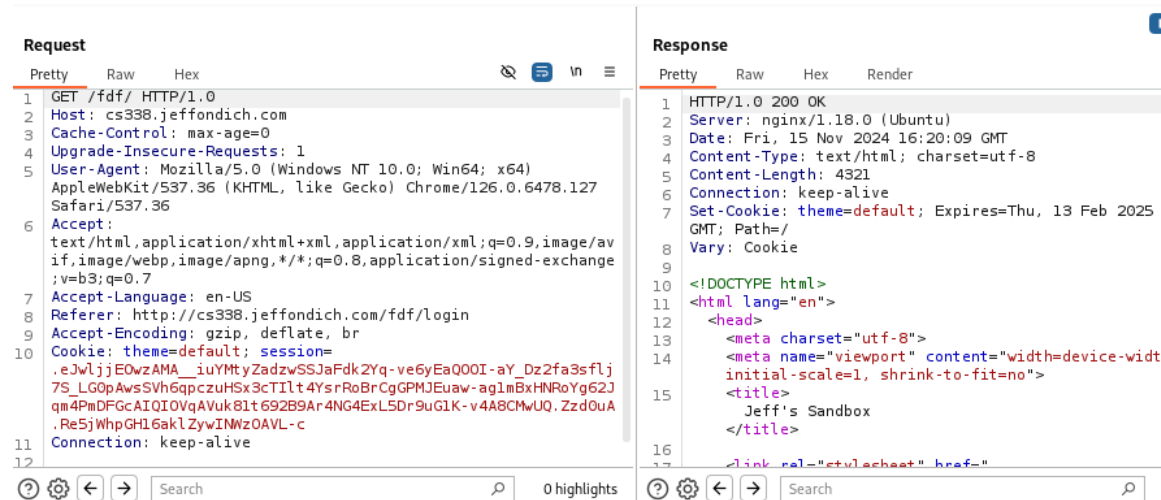 Request
Pretty Raw Hex \n
1 GET /fdf/ HTTP/1.0
2 Host: cs338.jeffondich.com
3 Cache-Control: max-age=0
4 Upgrade-Insecure-Requests: 1
5 User-Agent: Mozilla/5.0 (Windows NT 10.0; Win64; x64)
AppleWebKit/537.36 (KHTML, like Gecko) Chrome/126.0.6478.127
Safari/537.36
6 Accept:
text/html,application/xhtml+xml,application/xml;q=0.9,image/av
if,image/webp,image/apng,*/*;q=0.8,application/signed-exchange
;v=b3;q=0.7
7 Accept-Language: en-US
8 Referer: http://cs338.jeffondich.com/fdf/login
9 Accept-Encoding: gzip, deflate, br
10 Cookie: theme=default; session=
.eJwljjEOwzAMA__iuYMtyZadzwSSJaFdk2Yq-ve6yEaQOOI-aY_Dz2fa3sflj
7S_LG0pAwsSVh6qpczuHSx3cTIlt4YsrRoBrCgGPMJEuaw-aglmBxHNRoYg62J
qm4PmDFGcAIQIOVqAVuk81t692B9Ar4NG4ExL5Dr9uG1K-v4A8CMwUQ.Zzd0uA
.Re5jWhpGH16aklZywINWzOAVL-c
11 Connection: keep-alive
12
Search 0 highlights
Response
Pretty Raw Hex Render
1 HTTP/1.0 200 OK
2 Server: nginx/1.18.0 (Ubuntu)
3 Date: Fri, 15 Nov 2024 16:20:09 GMT
4 Content-Type: text/html; charset=utf-8
5 Content-Length: 4321
6 Connection: keep-alive
7 Set-Cookie: theme=default; Expires=Thu, 13 Feb 2025
GMT; Path=/
8 Vary: Cookie
9
10 <!DOCTYPE html>
11 <html lang="en">
12 <head>
13 <meta charset="utf-8">
14 <meta name="viewport" content="width=device-widt
initial-scale=1, shrink-to-fit=no">
15 <title>
Jeff's Sandbox
</title>
16
17 <link rel="stylesheet" href="
Search